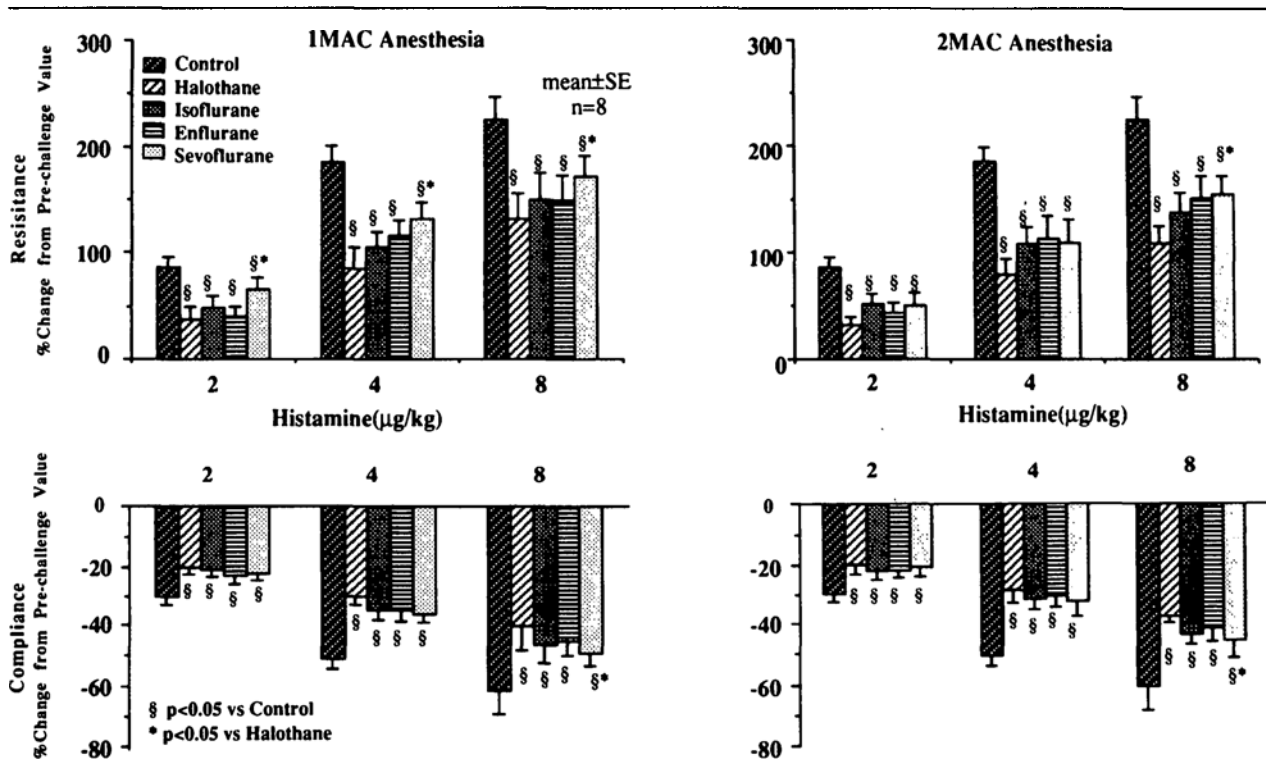 1MAC Anesthesia
300
200
100
0
Resisitance
%Change from Pre-challenge Value
Control
Halothane
Isoflurane
Enflurane
Sevoflurane
mean±SE
n=8
§ § § §*
§ § § §*
§ § § §*
2 4 8
Histamine(μg/kg)
2MAC Anesthesia
300
200
100
0
§ § § §
§ § § §
§ § § §*
2 4 8
Histamine(μg/kg)
2 4 8
0
-20
-40
-60
-80
Compliance
%Change from Pre-challenge Value
§ § § §
§ § § §
§ § § §*
§ p<0.05 vs Control
* p<0.05 vs Halothane
2 4 8
0
-20
-40
-60
-80
§ § § §
§ § § §
§ § § §*